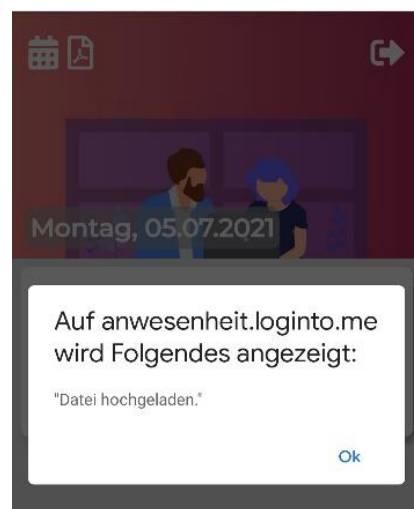 Montag, 05.07.2021
Auf anwesenheit.loginto.me
wird Folgendes angezeigt:
"Datei hochgeladen."
Ok